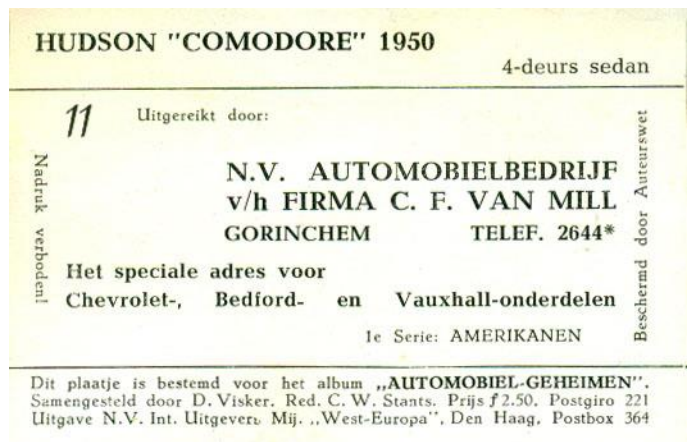 HUDSON "COMODORE" 1950
4-deurs sedan
11 Uitgereikt door:
Nadruk verboden!
N.V. AUTOMOBIELBEDRIJF
v/h FIRMA C. F. VAN MILL
GORINCHEM TELEF. 2644*
Het speciale adres voor
Chevrolet-, Bedford- en Vauxhall-onderdelen
1e Serie: AMERIKANEN
Beschermd door Auteurswet
Dit plaatje is bestemd voor het album „AUTOMOBIEL-GEHEIMEN”.
Samengesteld door D. Visker. Red. C. W. Stants. Prijs ƒ 2.50. Postgiro 221
Uitgave N.V. Int. Uitgevers Mij. „West-Europa”, Den Haag, Postbox 364